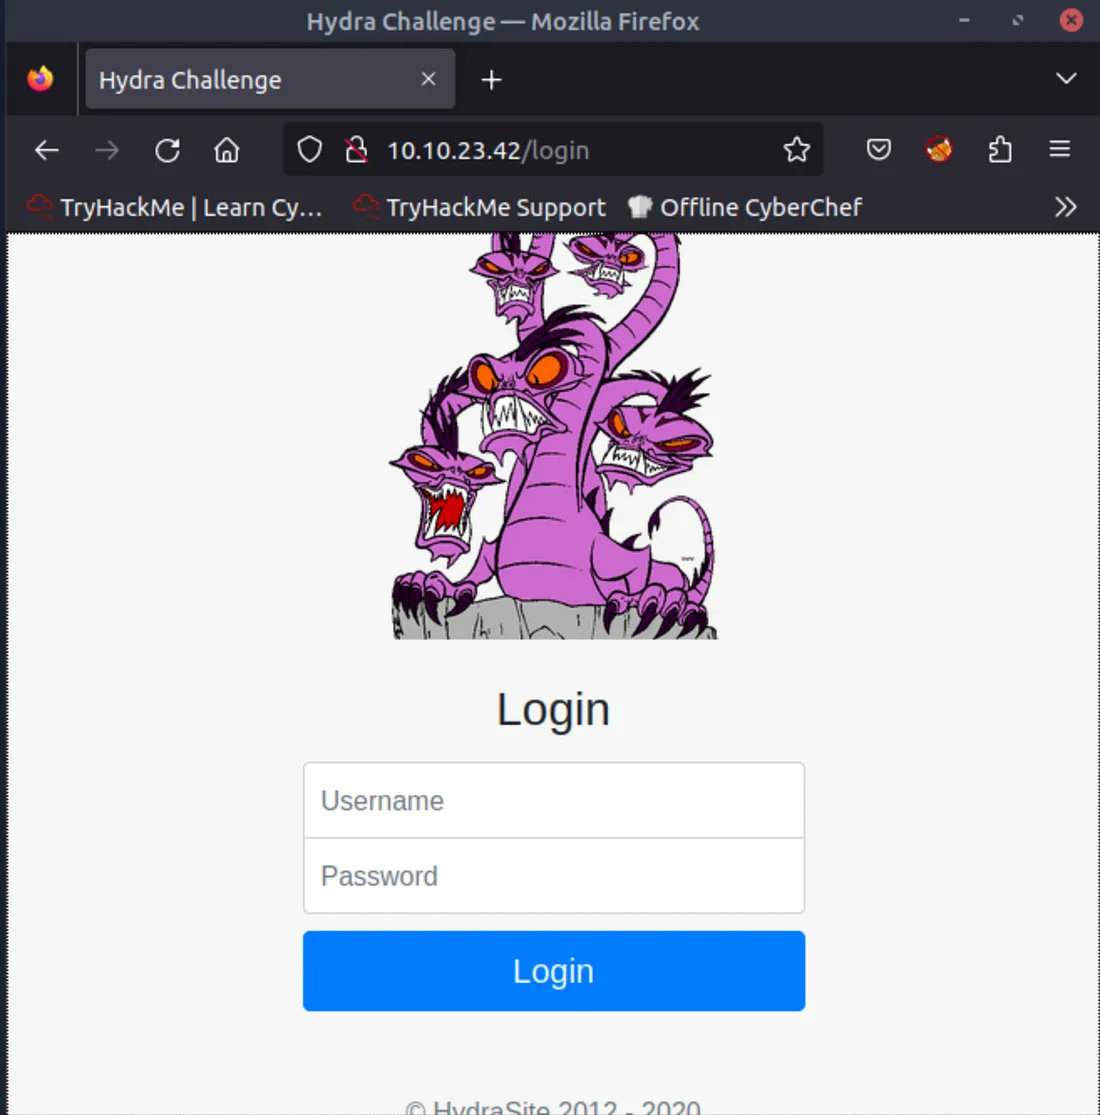 Hydra Challenge — Mozilla Firefox
Hydra Challenge
10.10.23.42/login
TryHackMe | Learn Cy... TryHackMe Support Offline CyberChef
Login
Username
Password
Login
© HydraSite 2012 - 2020